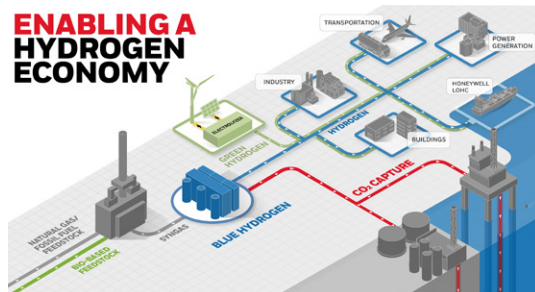 ENABLING A
HYDROGEN
ECONOMY
TRANSPORTATION
POWER
GENERATION
INDUSTRY
HONEYWELL
LOHC
ELECTROLYZER
HYDROGEN
BUILDINGS
GREEN
HYDROGEN
CO₂ CAPTURE
BLUE HYDROGEN
NATURAL GAS/
FOSSIL FUEL
FEEDSTOCK
SYNGAS
BIO-BASED
FEEDSTOCK